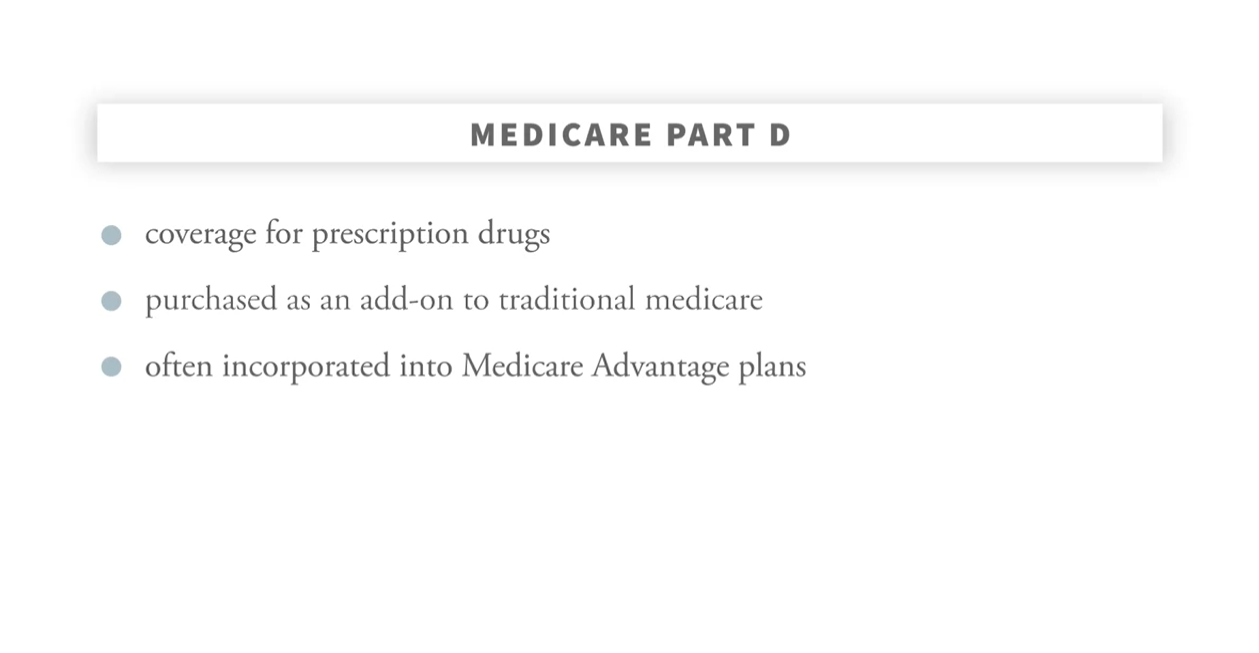 MEDICARE PART D
coverage for prescription drugs
purchased as an add-on to traditional medicare
often incorporated into Medicare Advantage plans